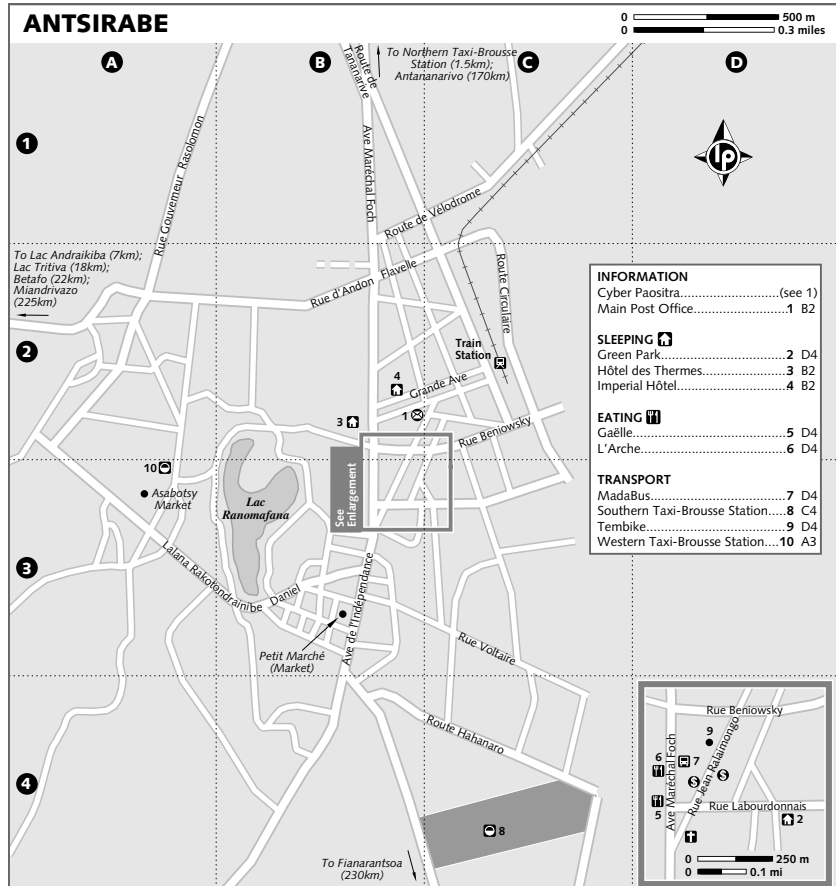 ANTSIRABE
0 500 m
0 0.3 miles
A
B
C
D
1
2
3
4
To Northern Taxi-Brousse
Station (1.5km);
Antananarivo (170km)
Route de
Tananarive
Ave Maréchal Foch
Rue Gouverneur Rasolomon
Route de Vélodrome
lp
To Lac Andraikiba (7km);
Lac Tritiva (18km);
Betafo (22km);
Miandrivazo
(225km)
Rue d'Andon Flavelle
Route Circulaire
Train
Station
4
Grande Ave
3
1
Rue Beniowsky
10
Asabotsy
Market
Lac
Ranomafana
See
Enlargement
Lalana Rakotondrainibe Daniel
Petit Marché
(Market)
Ave de l'Indépendance
Rue Voltaire
Route Hahanaro
8
To Fianarantsoa
(230km)
INFORMATION
Cyber Paositra............................(see 1)
Main Post Office........................1 B2
SLEEPING
Green Park..................................2 D4
Hôtel des Thermes.....................3 B2
Imperial Hôtel............................4 B2
EATING
Gaëlle.........................................5 D4
L'Arche.......................................6 D4
TRANSPORT
MadaBus.....................................7 D4
Southern Taxi-Brousse Station..8 C4
Tembike......................................9 D4
Western Taxi-Brousse Station....10 A3
Rue Beniowsky
9
Ave Maréchal Foch
Rue Jean Ralaimongo
6
7
$
$
5
Rue Labourdonnais
2
0 250 m
0 0.1 mi